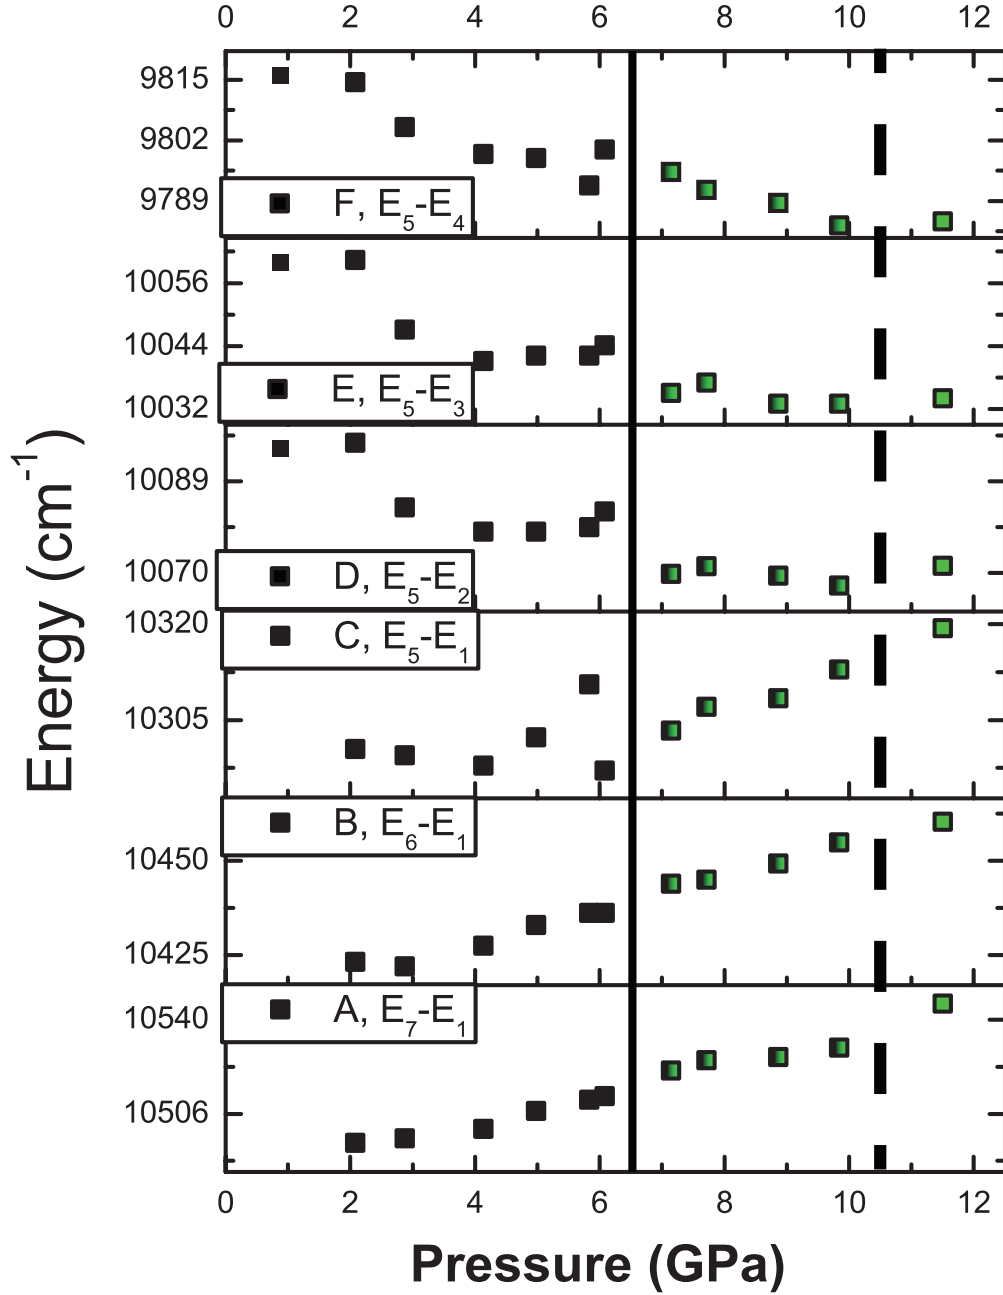 0 2 4 6 8 10 12
9815
9802
9789
F, E5-E4
10056
10044
10032
E, E5-E3
10089
10070
D, E5-E2
10320
C, E5-E1
10305
B, E6-E1
10450
10425
A, E7-E1
10540
10506
0 2 4 6 8 10 12
Pressure (GPa)
Energy (cm-1)